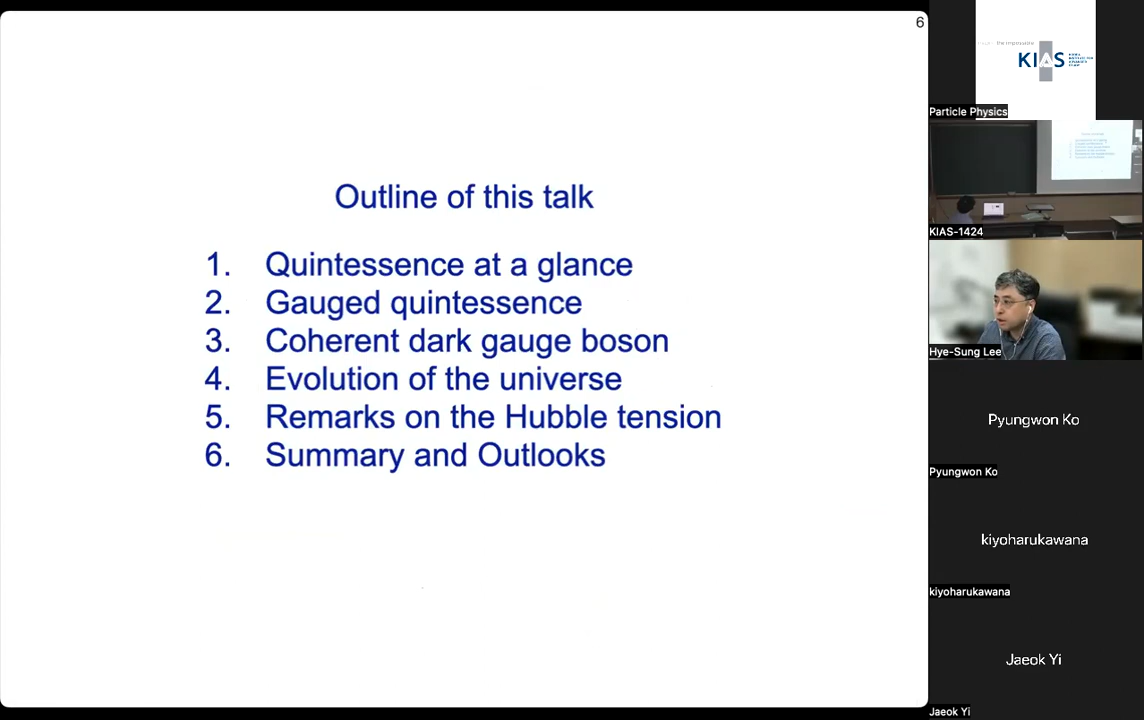 6
Outline of this talk
1. Quintessence at a glance
2. Gauged quintessence
3. Coherent dark gauge boson
4. Evolution of the universe
5. Remarks on the Hubble tension
6. Summary and Outlooks
KIAS
Particle Physics
KIAS-1424
Hye-Sung Lee
Pyungwon Ko
Pyungwon Ko
kiyoharukawana
kiyoharukawana
Jaeok Yi
Jaeok Yi